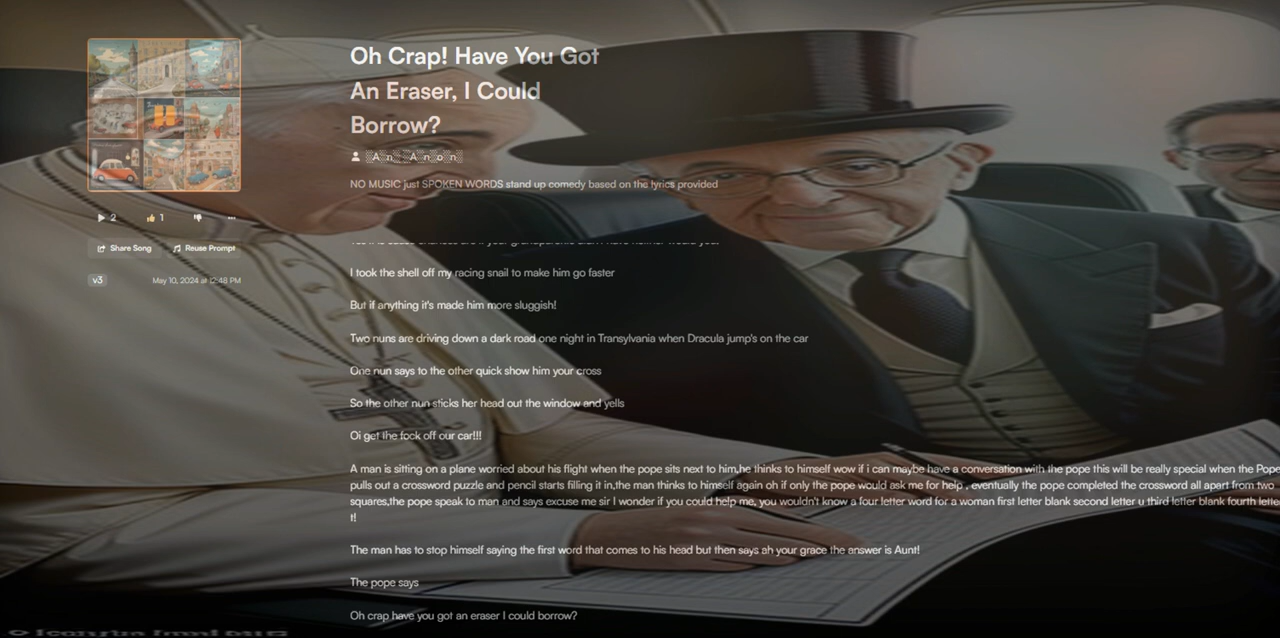 Oh Crap! Have You Got
An Eraser, I Could
Borrow?
An Anon
NO MUSIC just SPOKEN WORDS stand up comedy based on the lyrics provided
2
1
Share Song
Reuse Prompt
v3
May 10, 2024 at 12:48 PM
I took the shell off my racing snail to make him go faster
But if anything it's made him more sluggish!
Two nuns are driving down a dark road one night in Transylvania when Dracula jump's on the car
One nun says to the other quick show him your cross
So the other nun sticks her head out the window and yells
Oi get the fock off our car!!!
A man is sitting on a plane worried about his flight when the pope sits next to him,he thinks to himself wow if i can maybe have a conversation with the pope this will be really special when the Pope
pulls out a crossword puzzle and pencil starts filling it in,the man thinks to himself again oh if only the pope would ask me for help , eventually the pope completed the crossword all apart from two
squares,the pope speak to man and says excuse me sir I wonder if you could help me, you wouldn't know a four letter word for a woman first letter blank second letter u third letter blank fourth lette
t!
The man has to stop himself saying the first word that comes to his head but then says ah your grace the answer is Aunt!
The pope says
Oh crap have you got an eraser I could borrow?